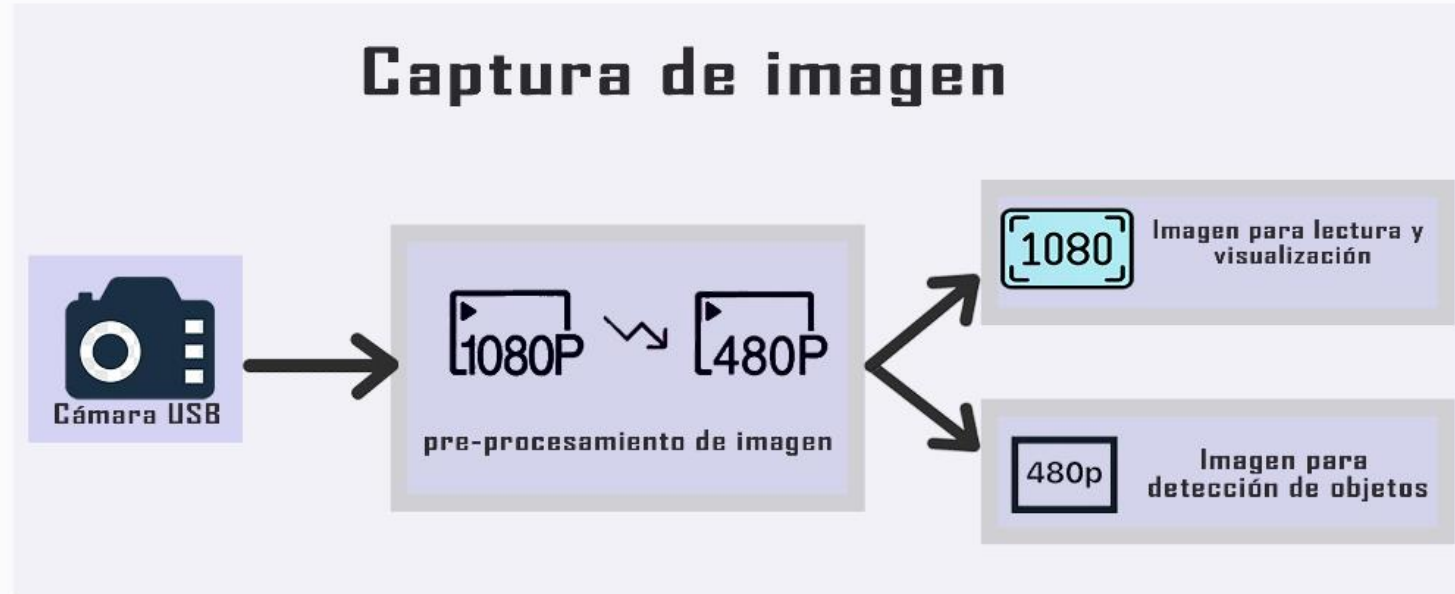 Captura de imagen
Cámara USB
1080P
480P
pre-procesamiento de imagen
1080
Imagen para lectura y
visualización
480p
Imagen para
detección de objetos